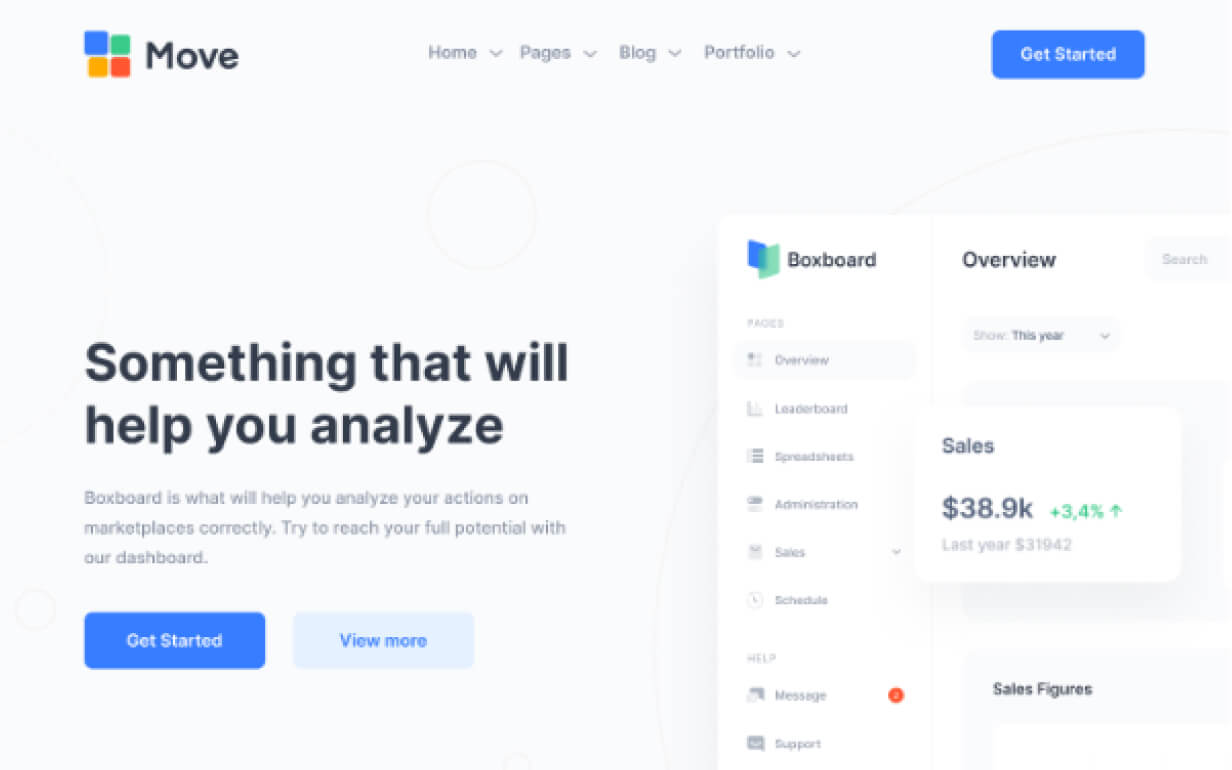 Move
Home
Pages
Blog
Portfolio
Get Started
Something that will
help you analyze
Boxboard is what will help you analyze your actions on
marketplaces correctly. Try to reach your full potential with
our dashboard.
Get Started
View more
Boxboard
PAGES
Overview
Leaderboard
Spreadsheets
Administration
Sales
Schedule
HELP
Message
Support
Overview
Search
Show: This year
Sales
$38.9k +3,4% ↑
Last year $31942
Sales Figures